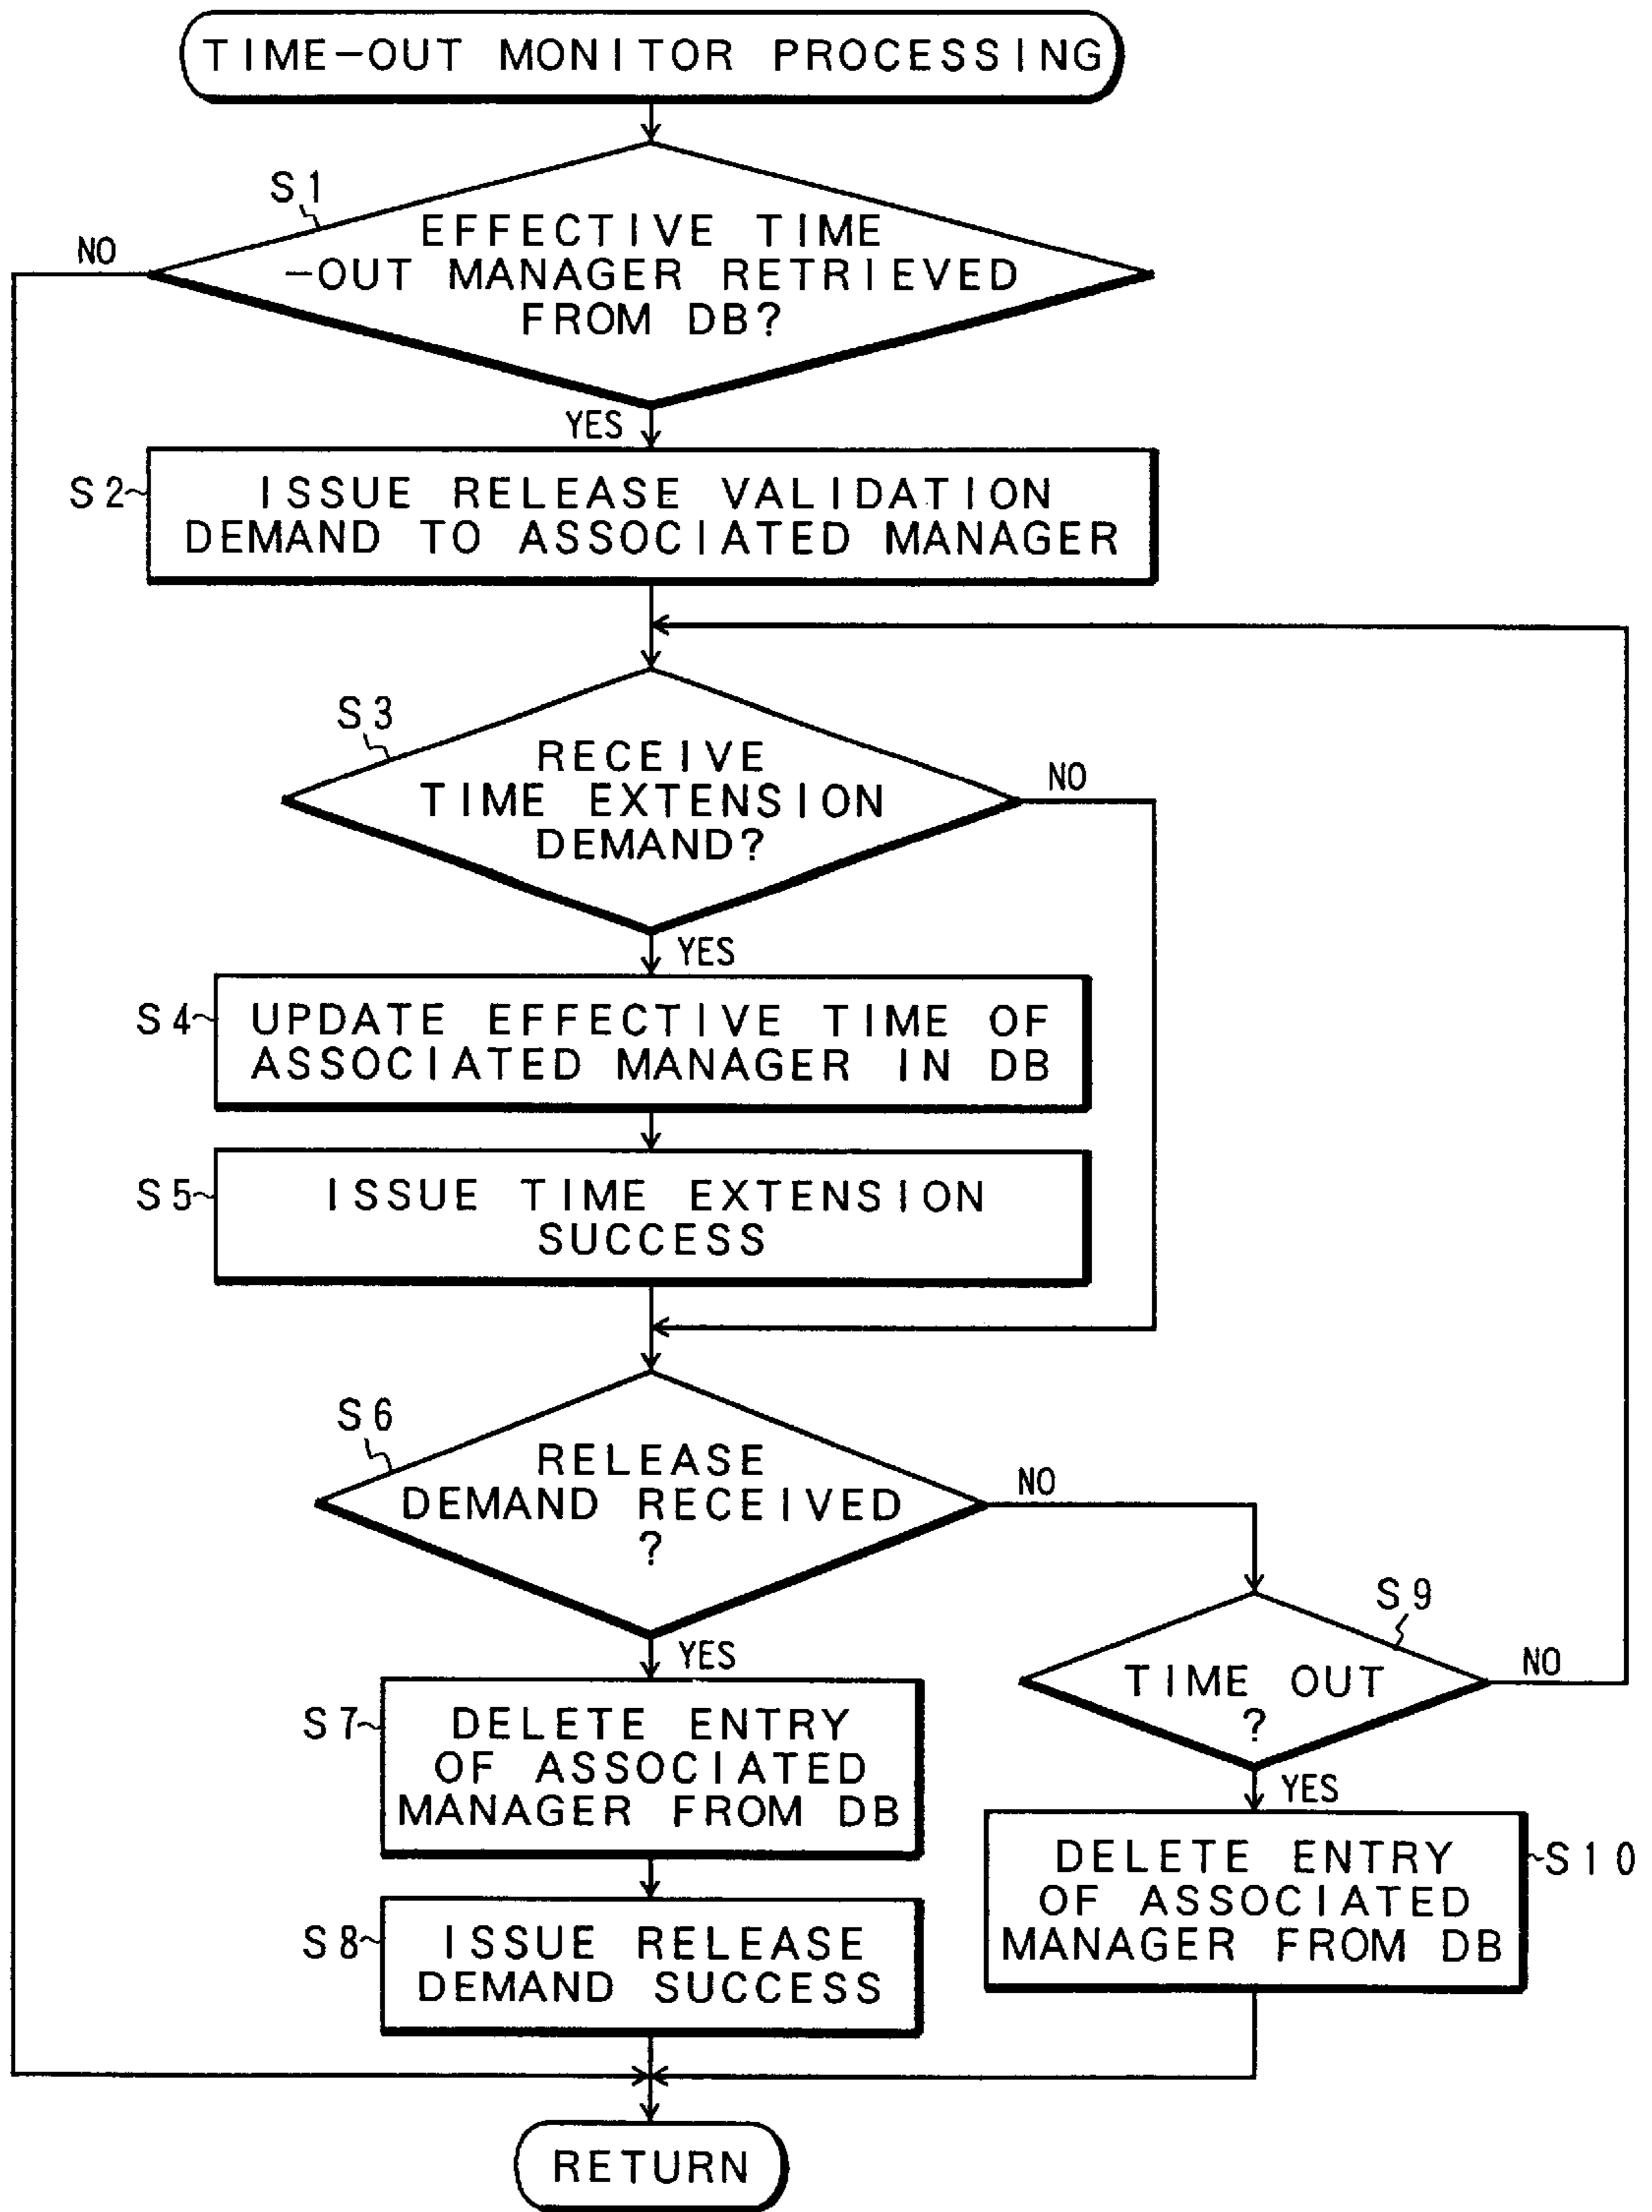 TIME-OUT MONITOR PROCESSING
S1
EFFECTIVE TIME
-OUT MANAGER RETRIEVED
FROM DB?
NO
YES
S2
ISSUE RELEASE VALIDATION
DEMAND TO ASSOCIATED MANAGER
S3
RECEIVE
TIME EXTENSION
DEMAND?
NO
YES
S4
UPDATE EFFECTIVE TIME OF
ASSOCIATED MANAGER IN DB
S5
ISSUE TIME EXTENSION
SUCCESS
S6
RELEASE
DEMAND RECEIVED
?
NO
YES
S9
TIME OUT
?
NO
YES
S7
DELETE ENTRY
OF ASSOCIATED
MANAGER FROM DB
S10
DELETE ENTRY
OF ASSOCIATED
MANAGER FROM DB
S8
ISSUE RELEASE
DEMAND SUCCESS
RETURN